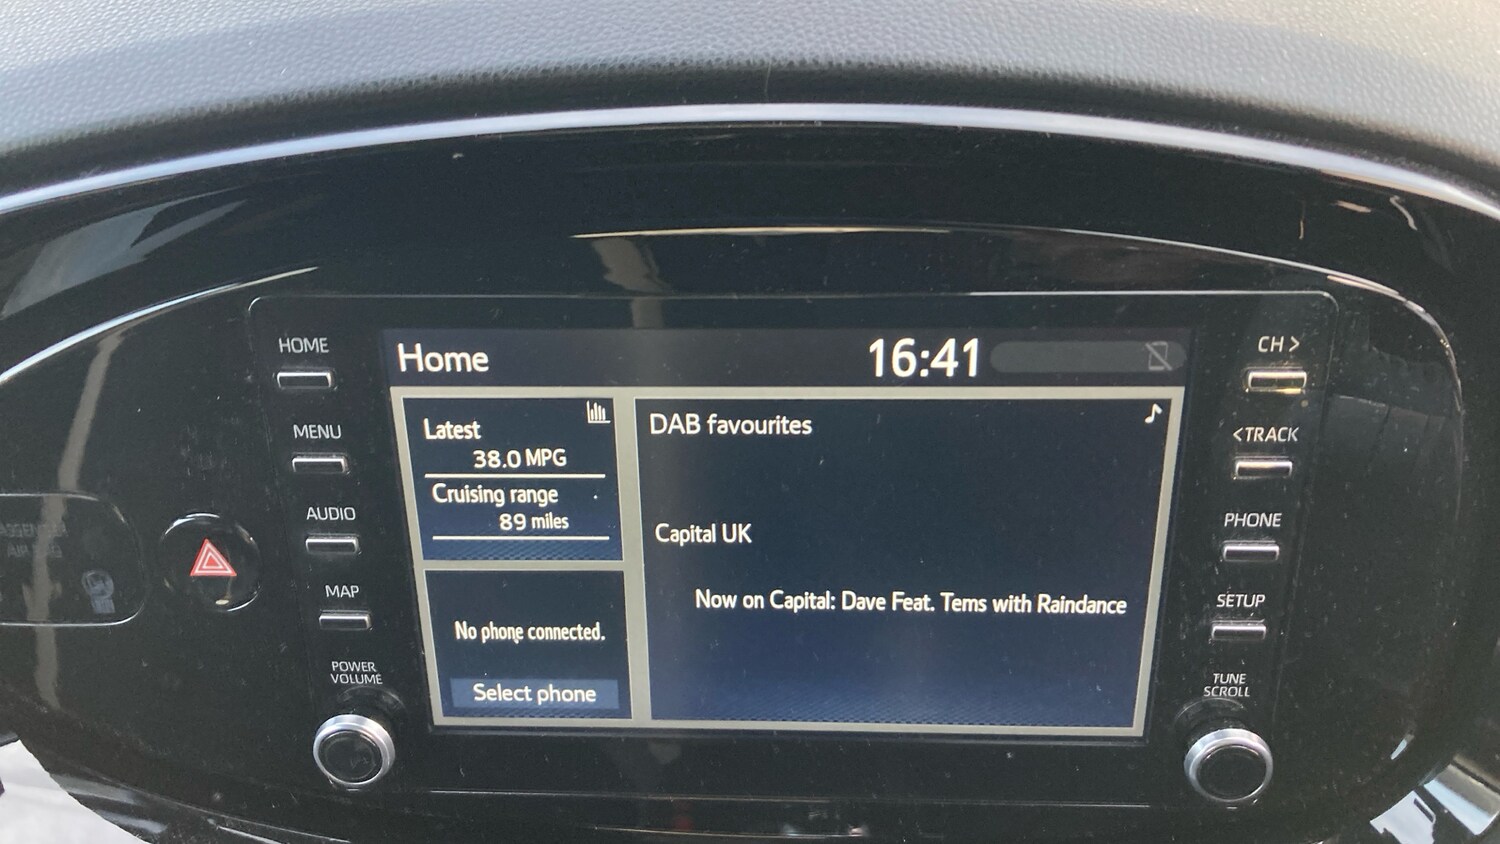 HOME
MENU
AUDIO
MAP
POWER
VOLUME
Home
16:41
Latest
38.0 MPG
Cruising range
89 miles
No phone connected.
Select phone
DAB favourites
Capital UK
Now on Capital: Dave Feat. Tems with Raindance
CH >
<TRACK
PHONE
SETUP
TUNE
SCROLL